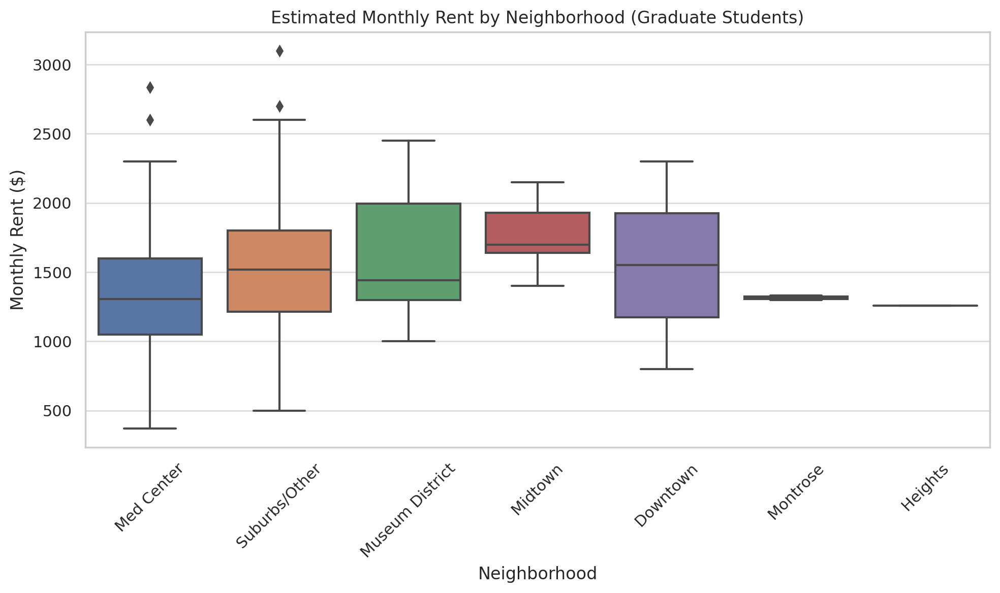 Estimated Monthly Rent by Neighborhood (Graduate Students)
Monthly Rent ($)
3000
2500
2000
1500
1000
500
Med Center
Suburbs/Other
Museum District
Midtown
Downtown
Montrose
Heights
Neighborhood